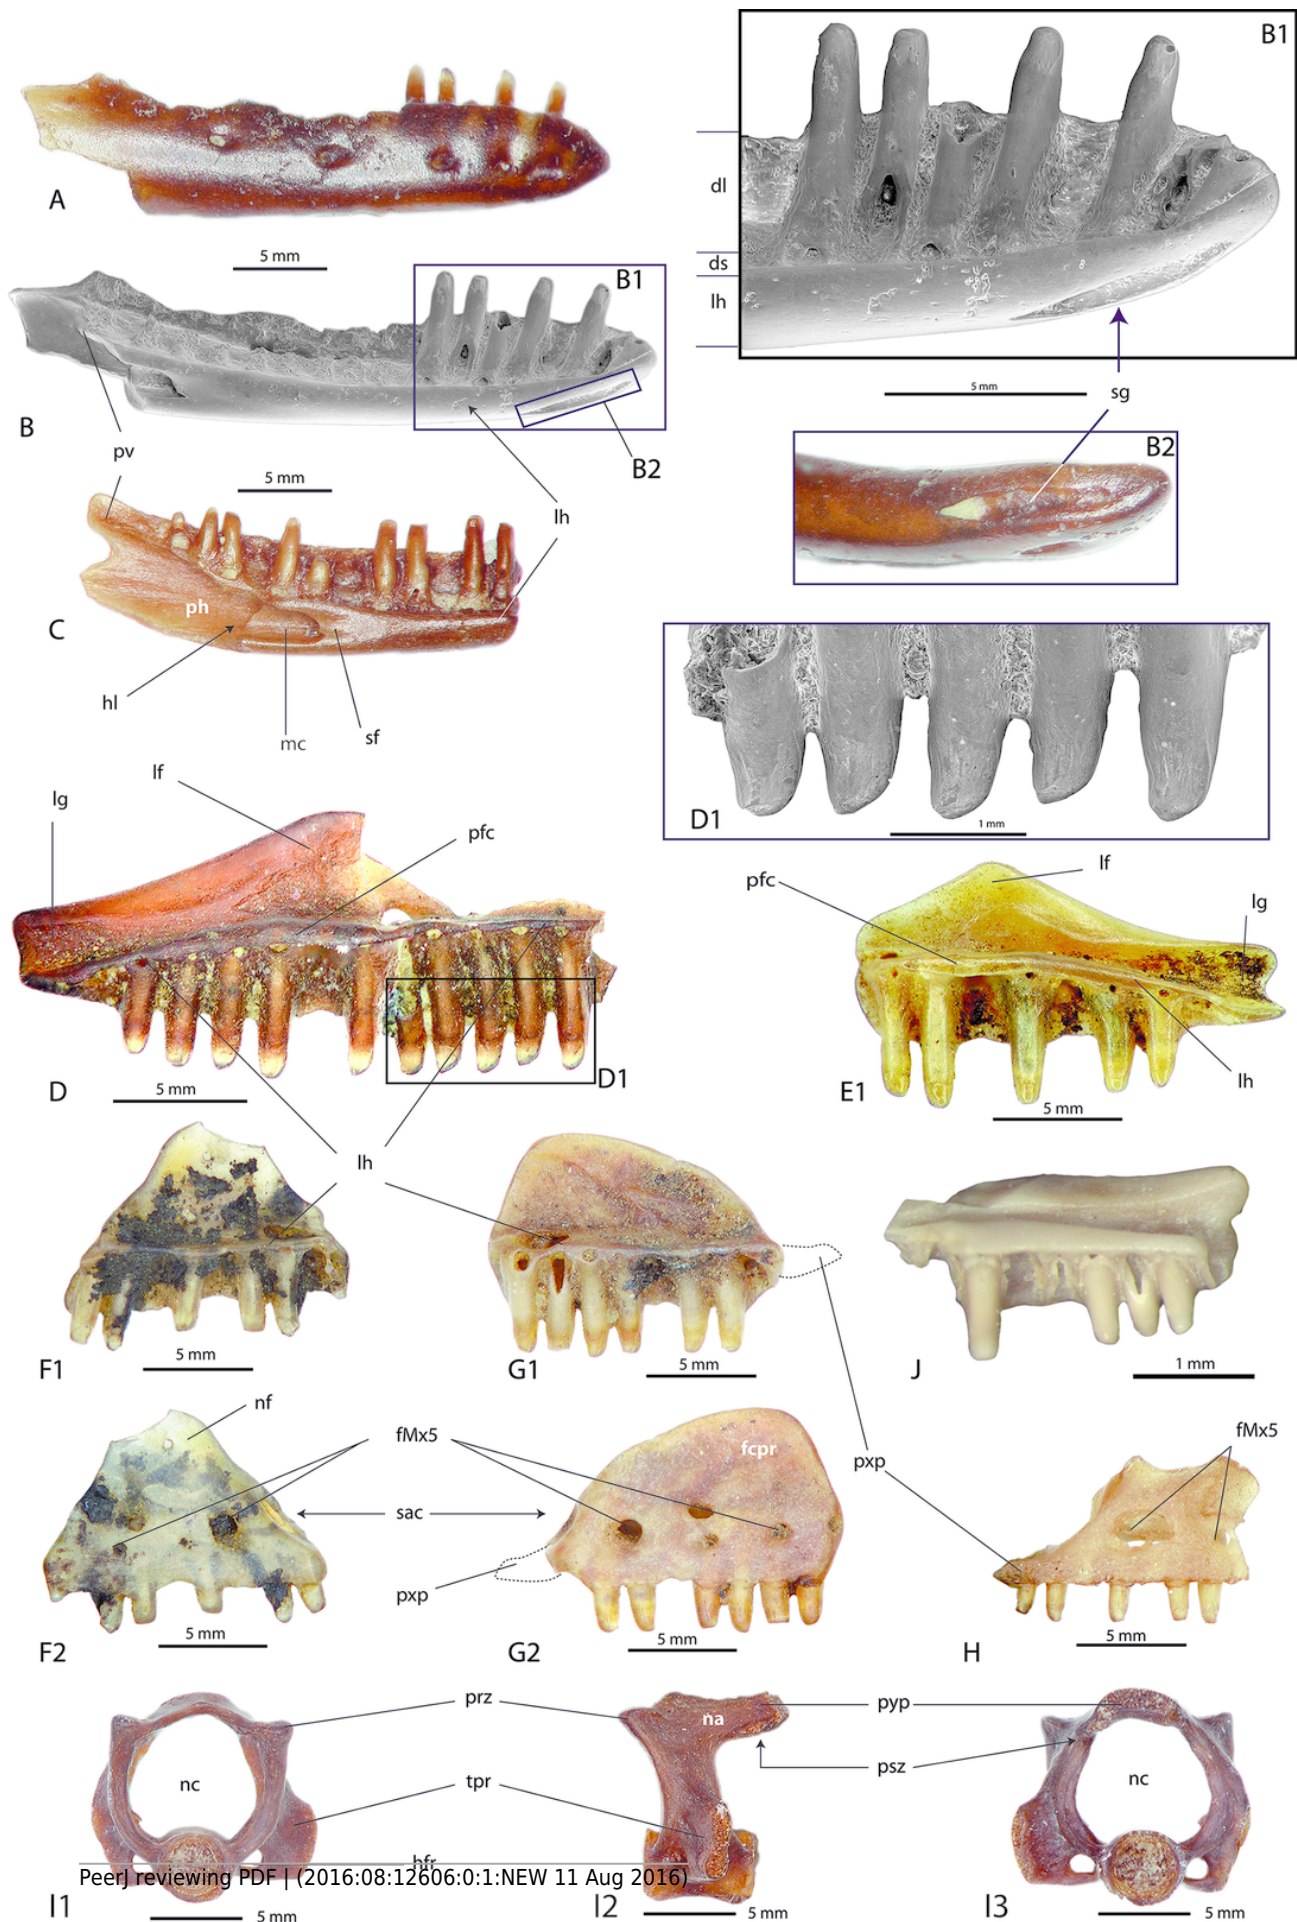 B1
A
dl
ds
lh
5 mm
B1
B
B2
5 mm
sg
pv
B2
5 mm
lh
ph
C
hl
mc
sf
lf
lg
pfc
D1
1 mm
lf
pfc
lg
D
5 mm
D1
E1
lh
5 mm
lh
F1
5 mm
G1
5 mm
J
1 mm
nf
fMx5
fcpr
pxp
fMx5
sac
pxp
F2
5 mm
G2
5 mm
H
5 mm
prz
na
pyp
nc
psz
nc
tpr
hfr
PeerJ reviewing PDF | (2016:08:12606:0:1:NEW 11 Aug 2016)
I1
5 mm
I2
5 mm
I3
5 mm